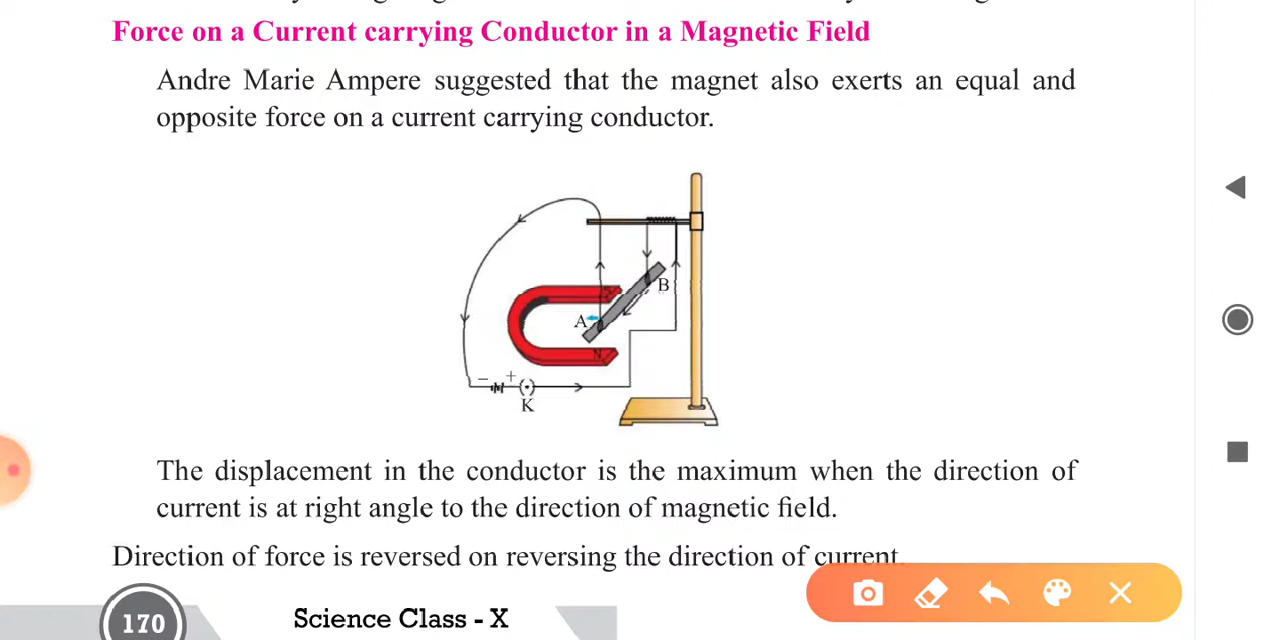 Force on a Current carrying Conductor in a Magnetic Field
Andre Marie Ampere suggested that the magnet also exerts an equal and
opposite force on a current carrying conductor.
B
A
N
− +
K
The displacement in the conductor is the maximum when the direction of
current is at right angle to the direction of magnetic field.
Direction of force is reversed on reversing the direction of current.
170
Science Class - X